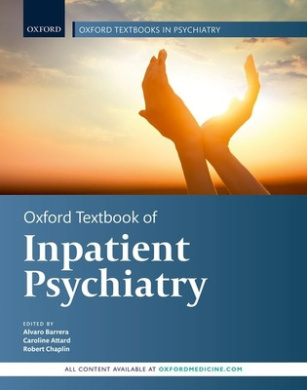 OXFORD
OXFORD TEXTBOOKS IN PSYCHIATRY
Oxford Textbook of
Inpatient
Psychiatry
EDITED BY
Alvaro Barrera
Caroline Attard
Robert Chaplin
ALL CONTENT AVAILABLE AT OXFORDMEDICINE.COM